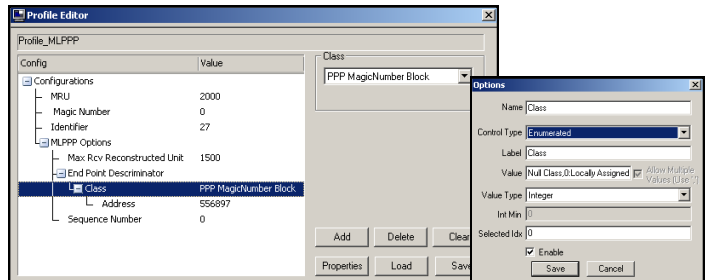 Profile Editor
Profile_MLPPP
Config Value
Configurations
MRU 2000
Magic Number 0
Identifier 27
MLPPP Options
Max Rcv Reconstructed Unit 1500
End Point Descriminator
Class PPP MagicNumber Block
Address 556897
Sequence Number 0
Class
PPP MagicNumber Block
Add Delete Clear
Properties Load Save
Options
Name Class
Control Type Enumerated
Label Class
Value Null Class,0:Locally Assigned Allow Multiple
Values (Use ',')
Value Type Integer
Int Min 0
Selected Idx 0
Enable
Save Cancel